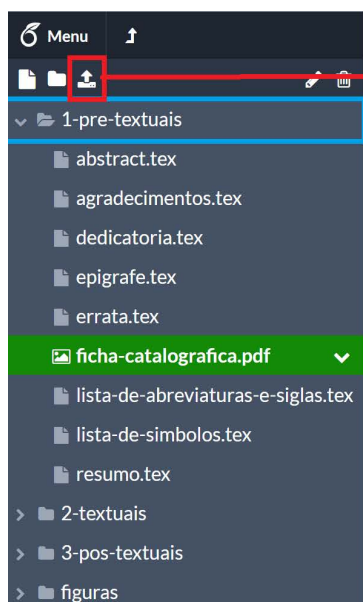 Menu
1-pre-textuais
abstract.tex
agradecimentos.tex
dedicatoria.tex
epigrafe.tex
errata.tex
ficha-catalografica.pdf
lista-de-abreviaturas-e-siglas.tex
lista-de-simbolos.tex
resumo.tex
2-textuais
3-pos-textuais
figuras